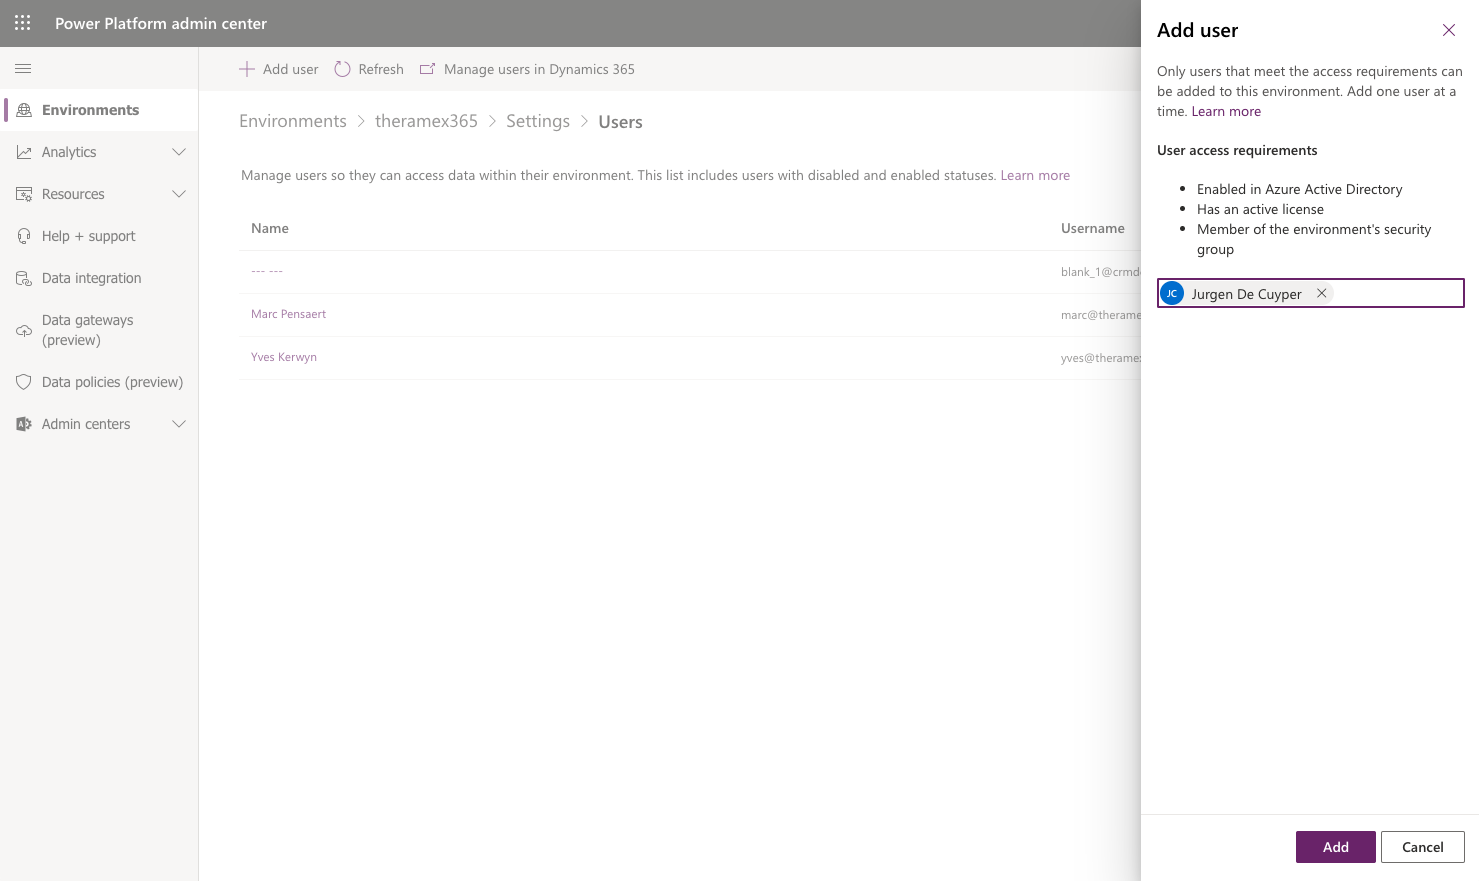 Power Platform admin center
Environments
Analytics
Resources
Help + support
Data integration
Data gateways
(preview)
Data policies (preview)
Admin centers
Add user Refresh Manage users in Dynamics 365
Environments > theramex365 > Settings > Users
Manage users so they can access data within their environment. This list includes users with disabled and enabled statuses. Learn more
Name Username
--- --- blank_1@crmd
Marc Pensaert marc@therame
Yves Kerwyn yves@theramex
Add user
Only users that meet the access requirements can
be added to this environment. Add one user at a
time. Learn more
User access requirements
• Enabled in Azure Active Directory
• Has an active license
• Member of the environment's security
group
JC Jurgen De Cuyper
Add Cancel